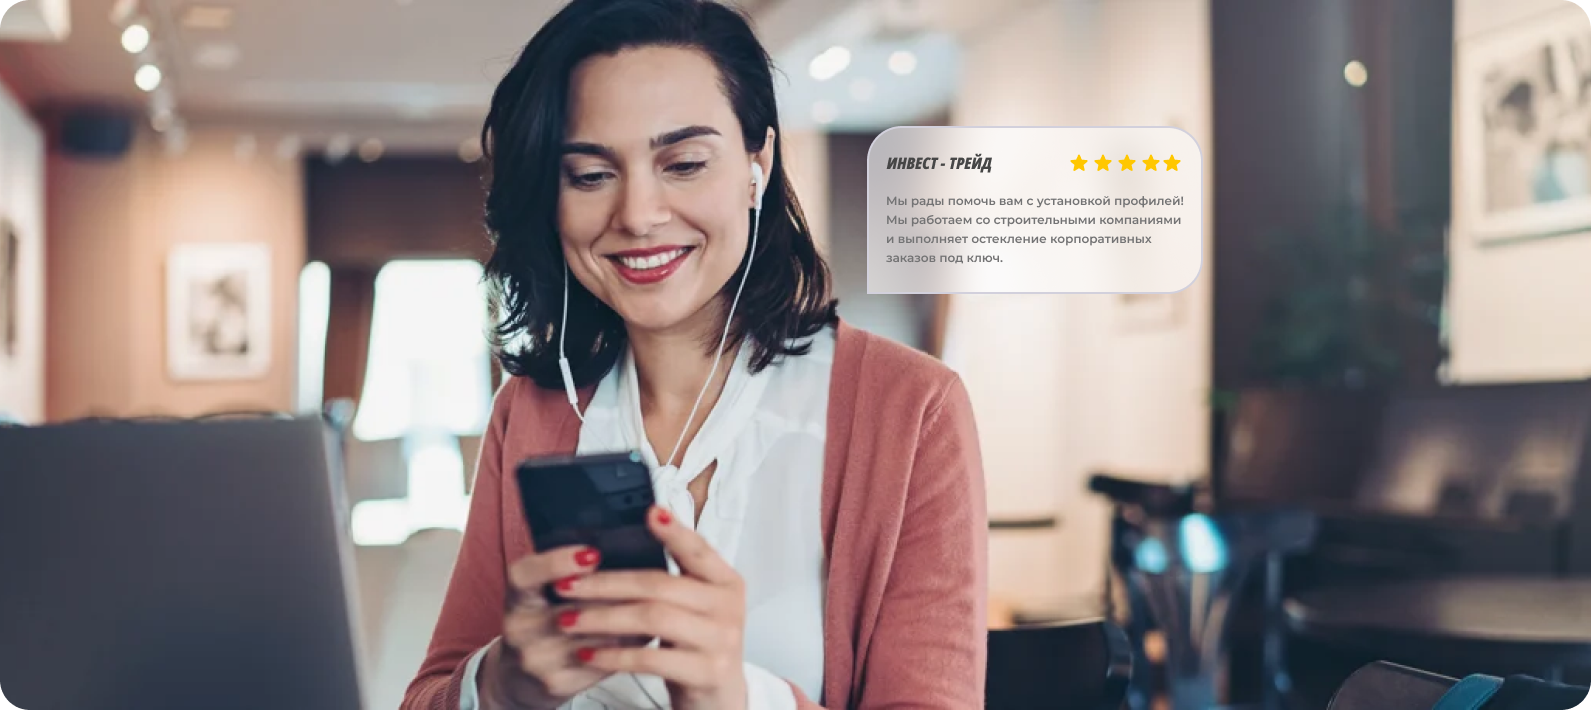 ИНВЕСТ - ТРЕЙД
Мы рады помочь вам с установкой профилей!
Мы работаем со строительными компаниями
и выполняет остекление корпоративных
заказов под ключ.